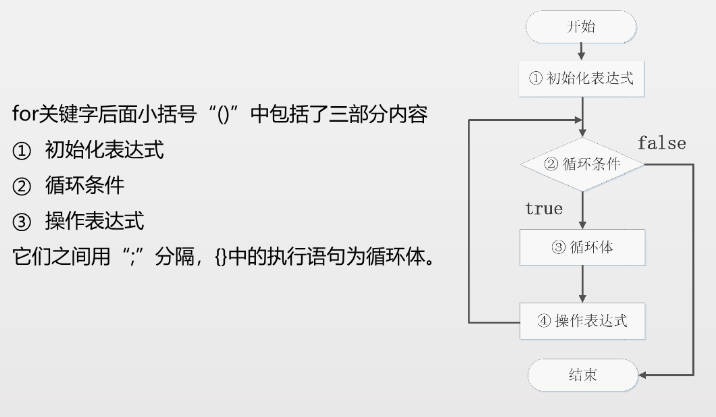 for关键字后面小括号“()”中包括了三部分内容
① 初始化表达式
② 循环条件
③ 操作表达式
它们之间用“;”分隔，{}中的执行语句为循环体。
开始
① 初始化表达式
② 循环条件
false
true
③ 循环体
④ 操作表达式
结束